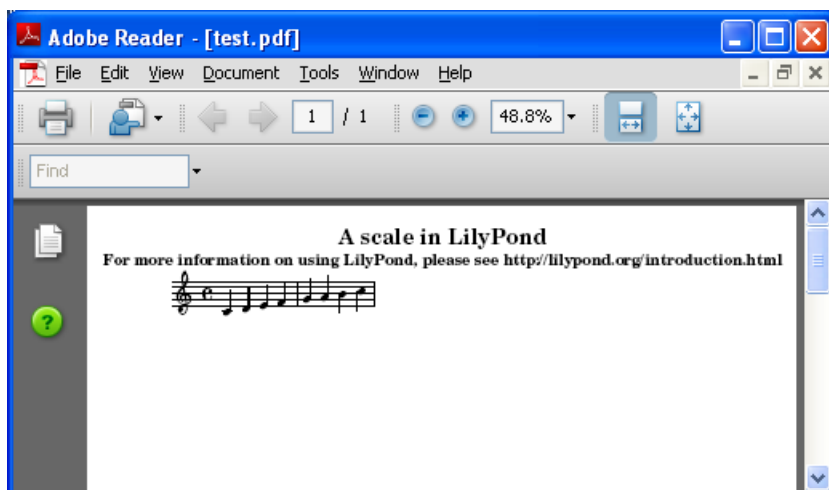 Adobe Reader - [test.pdf]
File Edit View Document Tools Window Help
1 / 1 48.8%
Find
A scale in LilyPond
For more information on using LilyPond, please see http://lilypond.org/introduction.html